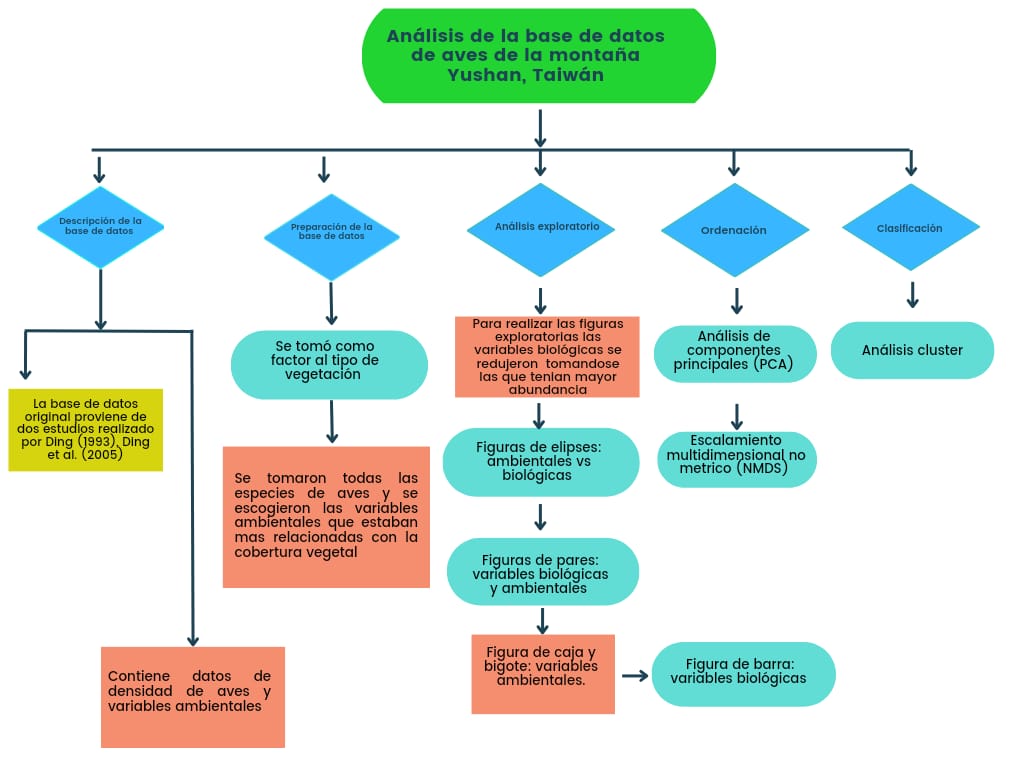 Análisis de la base de datos
de aves de la montaña
Yushan, Taiwán
Descripción de la
base de datos
Preparación de la
base de datos
Análisis exploratorio
Ordenación
Clasificación
La base de datos
original proviene de
dos estudios realizado
por Ding (1993), Ding
et al. (2005)
Contiene datos de
densidad de aves y
variables ambientales
Se tomó como
factor al tipo de
vegetación
Se tomaron todas las
especies de aves y se
escogieron las variables
ambientales que estaban
mas relacionadas con la
cobertura vegetal
Para realizar las figuras
exploratorias las
variables biológicas se
redujeron tomandose
las que tenian mayor
abundancia
Figuras de elipses:
ambientales vs
biológicas
Figuras de pares:
variables biológicas
y ambientales
Figura de caja y
bigote: variables
ambientales.
Figura de barra:
variables biológicas
Análisis de
componentes
principales (PCA)
Escalamiento
multidimensional no
metrico (NMDS)
Análisis cluster